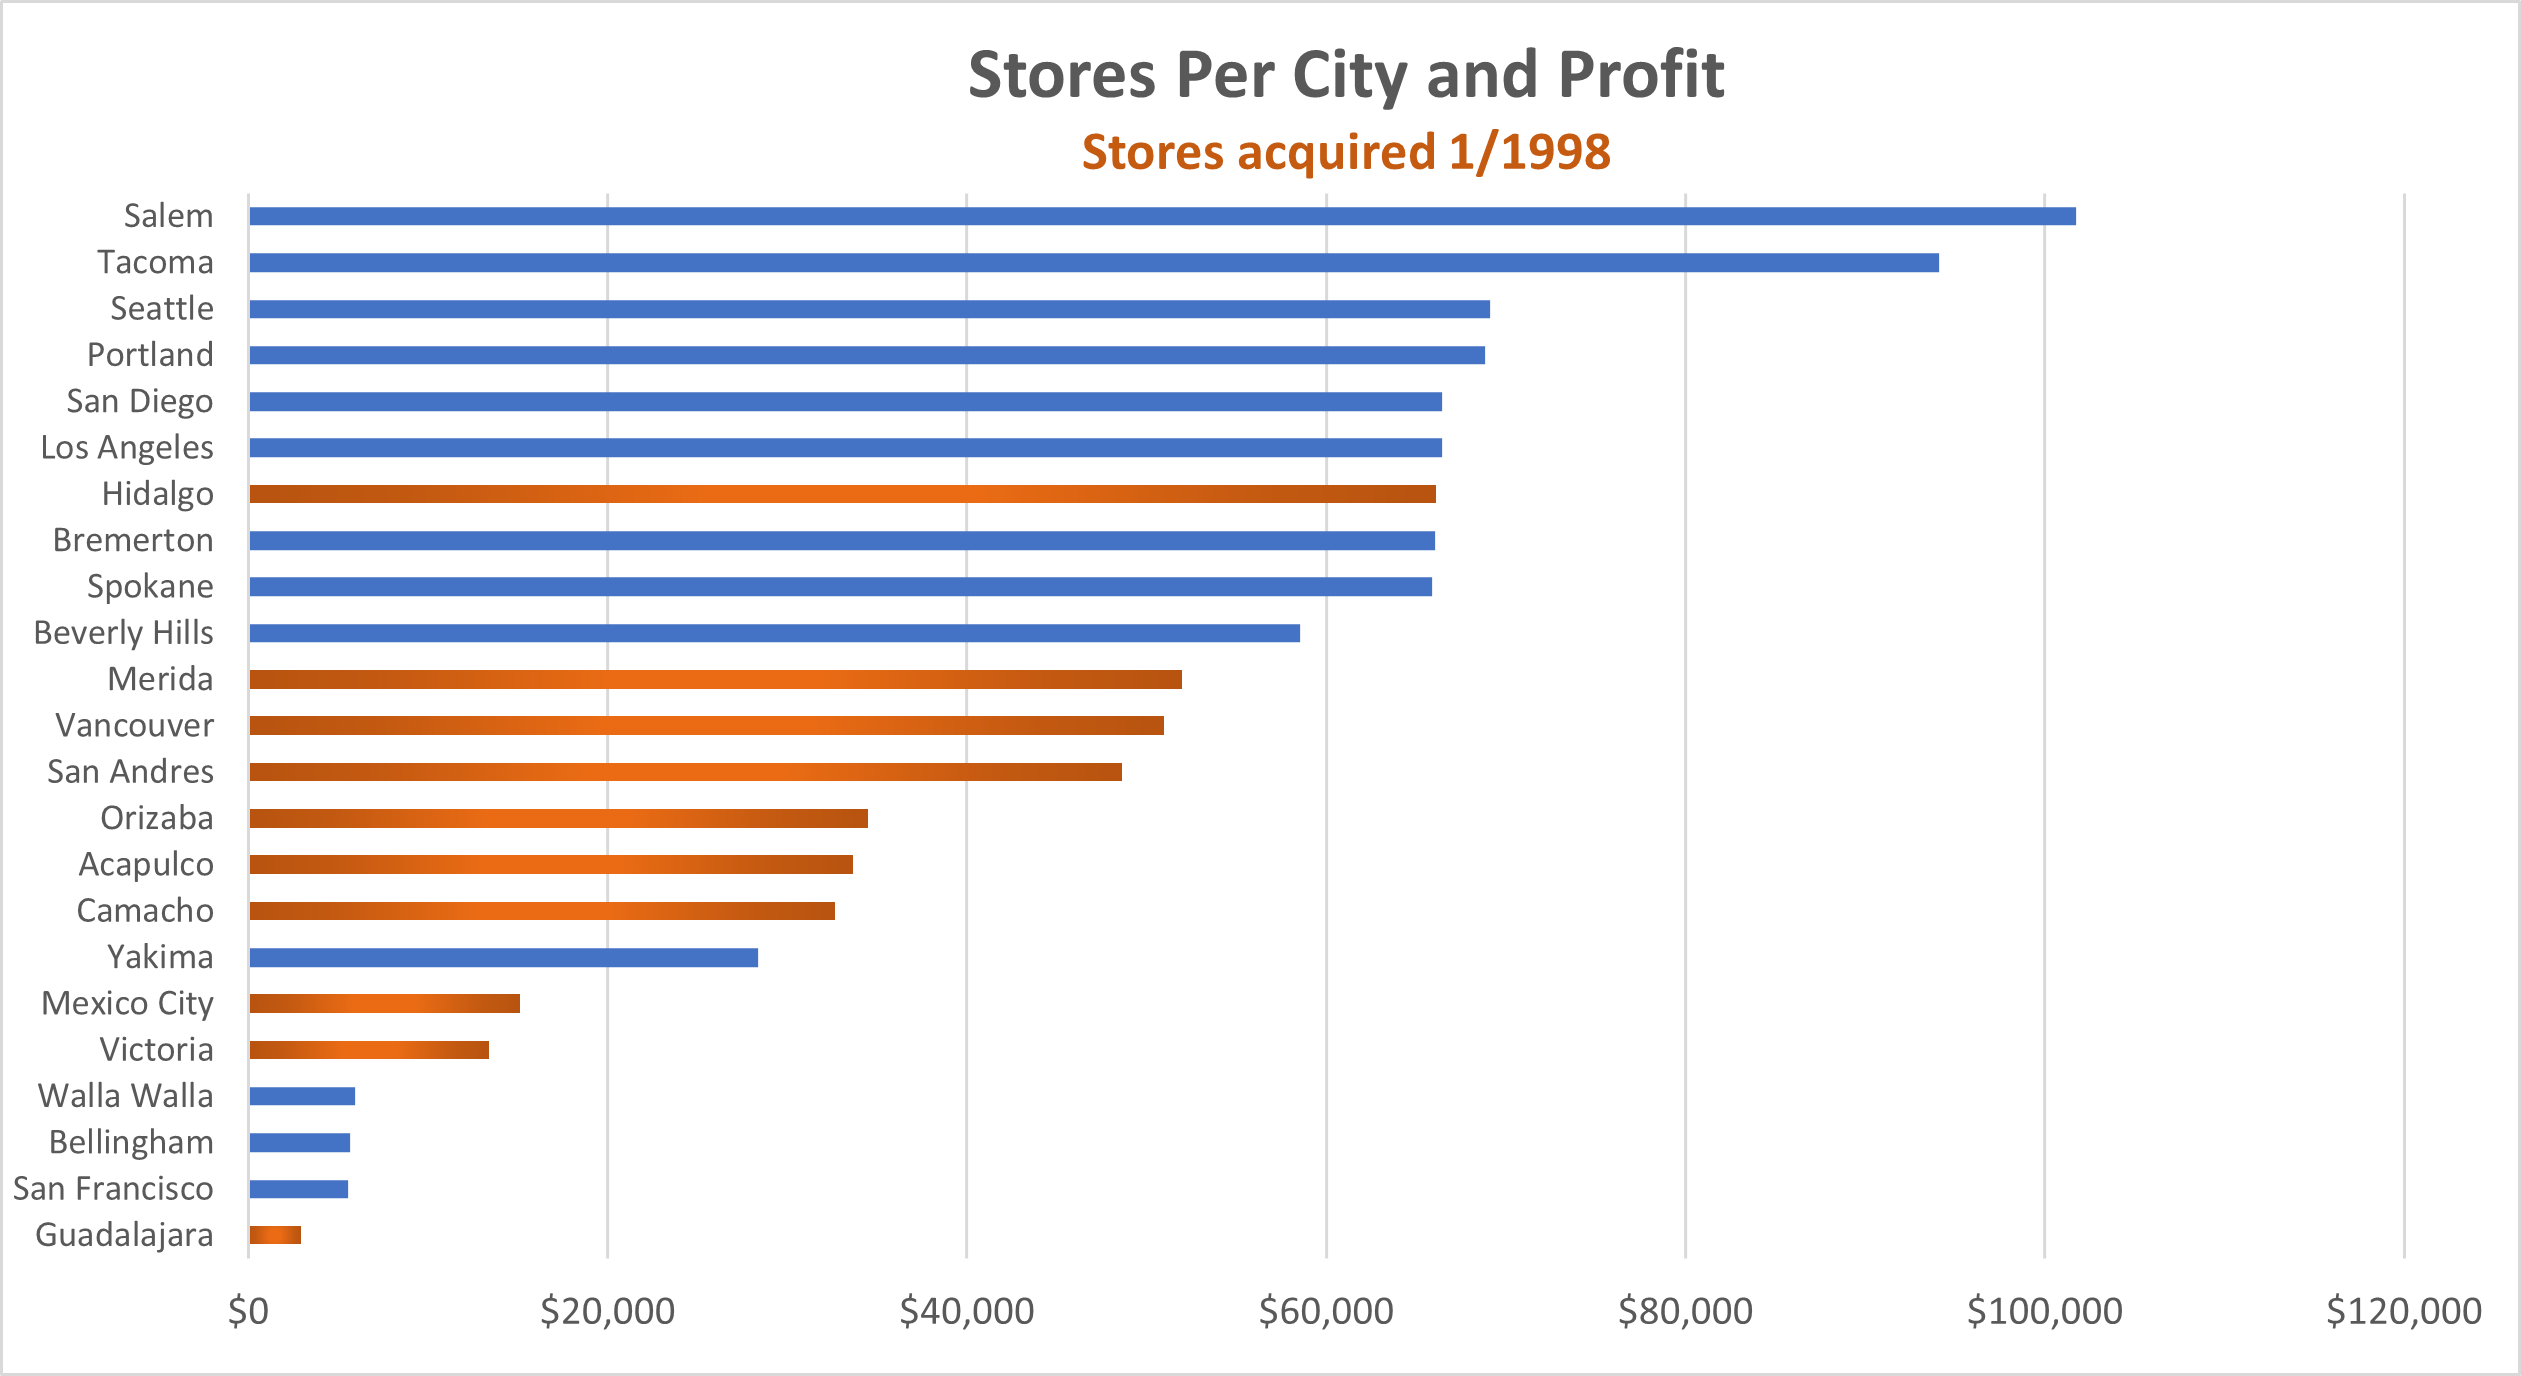 Stores Per City and Profit
Stores acquired 1/1998
Salem
Tacoma
Seattle
Portland
San Diego
Los Angeles
Hidalgo
Bremerton
Spokane
Beverly Hills
Merida
Vancouver
San Andres
Orizaba
Acapulco
Camacho
Yakima
Mexico City
Victoria
Walla Walla
Bellingham
San Francisco
Guadalajara
$0 $20,000 $40,000 $60,000 $80,000 $100,000 $120,000